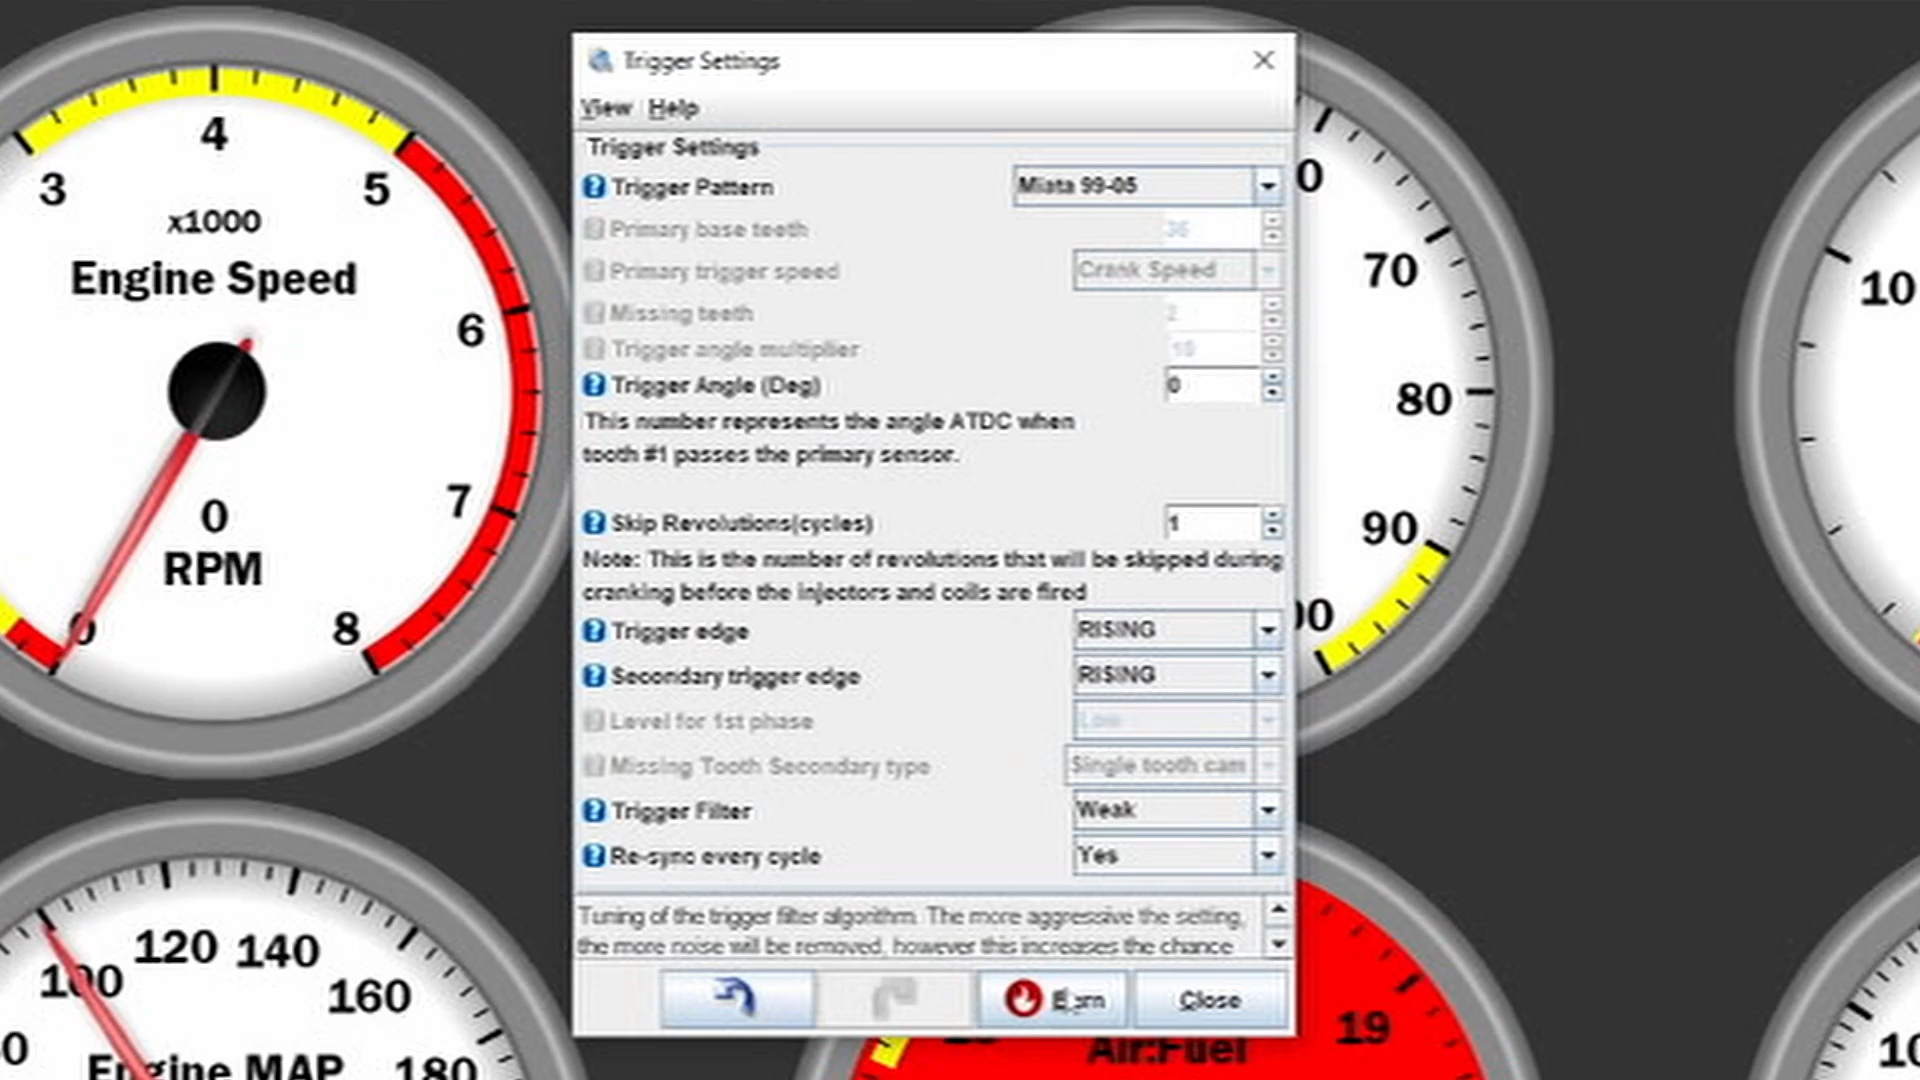 Trigger Settings
View Help
Trigger Settings
Trigger Pattern Miata 99-05
Primary base teeth 36
Primary trigger speed Crank Speed
Missing teeth 2
Trigger angle multiplier
Trigger Angle (Deg) 0
This number represents the angle ATDC when
tooth #1 passes the primary sensor.
Skip Revolutions(cycles) 1
Note: This is the number of revolutions that will be skipped during
cranking before the injectors and coils are fired
Trigger edge RISING
Secondary trigger edge RISING
Level for 1st phase Low
Missing Tooth Secondary type Single tooth cam
Trigger Filter Weak
Re-sync every cycle Yes
Tuning of the trigger filter algorithm. The more aggressive the setting,
the more noise will be removed, however this increases the chance
Burn Close
3 4 5 6 7 8
x1000
Engine Speed
0
RPM
0
70
80
90
10
100 120 140 160 180
Engine MAP
19
Air:Fuel